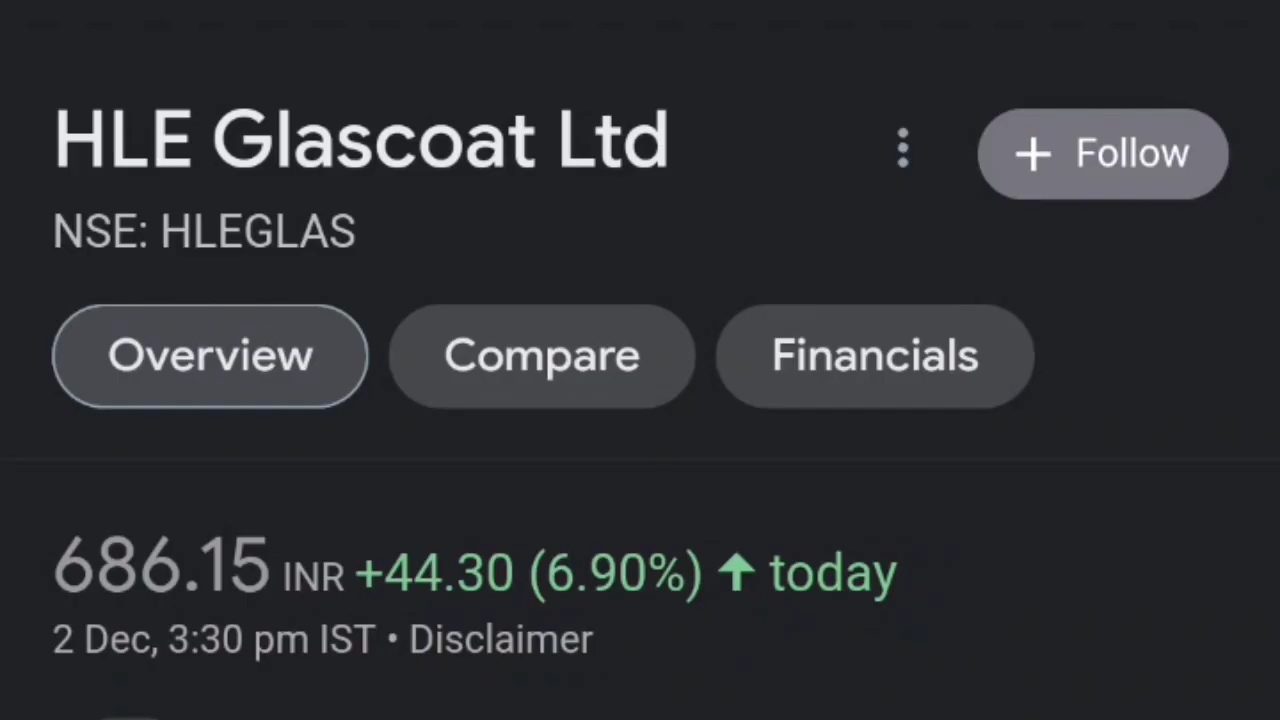 HLE Glascoat Ltd
+ Follow
NSE: HLEGLAS
Overview Compare Financials
686.15 INR +44.30 (6.90%) ↑ today
2 Dec, 3:30 pm IST • Disclaimer